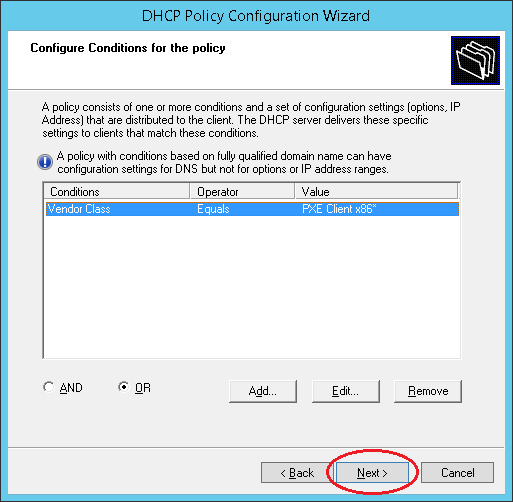 DHCP Policy Configuration Wizard
Configure Conditions for the policy
A policy consists of one or more conditions and a set of configuration settings (options, IP
Address) that are distributed to the client. The DHCP server delivers these specific
settings to clients that match these conditions.
A policy with conditions based on fully qualified domain name can have
configuration settings for DNS but not for options or IP address ranges.
Conditions Operator Value
Vendor Class Equals PXE Client x86*
AND OR Add... Edit... Remove
< Back Next > Cancel